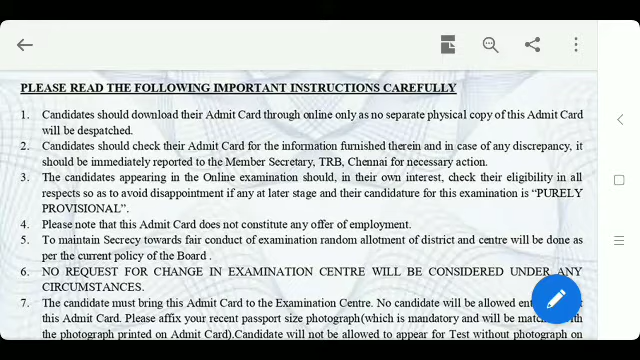 PLEASE READ THE FOLLOWING IMPORTANT INSTRUCTIONS CAREFULLY
1. Candidates should download their Admit Card through online only as no separate physical copy of this Admit Card
will be despatched.
2. Candidates should check their Admit Card for the information furnished therein and in case of any discrepancy, it
should be immediately reported to the Member Secretary, TRB, Chennai for necessary action.
3. The candidates appearing in the Online examination should, in their own interest, check their eligibility in all
respects so as to avoid disappointment if any at later stage and their candidature for this examination is “PURELY
PROVISIONAL”.
4. Please note that this Admit Card does not constitute any offer of employment.
5. To maintain Secrecy towards fair conduct of examination random allotment of district and centre will be done as
per the current policy of the Board .
6. NO REQUEST FOR CHANGE IN EXAMINATION CENTRE WILL BE CONSIDERED UNDER ANY
CIRCUMSTANCES.
7. The candidate must bring this Admit Card to the Examination Centre. No candidate will be allowed
this Admit Card. Please affix your recent passport size photograph(which is mandatory and will be
the photograph printed on Admit Card).Candidate will not be allowed to appear for Test without photograph on